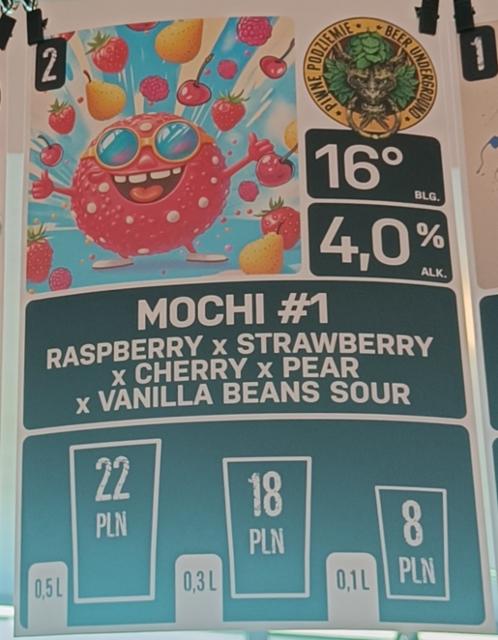 2
PIWNE PODZIEMIE • BEER UNDERGROUND
1
16°
BLG.
4,0%
ALK.
MOCHI #1
RASPBERRY x STRAWBERRY
x CHERRY x PEAR
x VANILLA BEANS SOUR
22
PLN
0,5 L
18
PLN
0,3 L
8
PLN
0,1 L